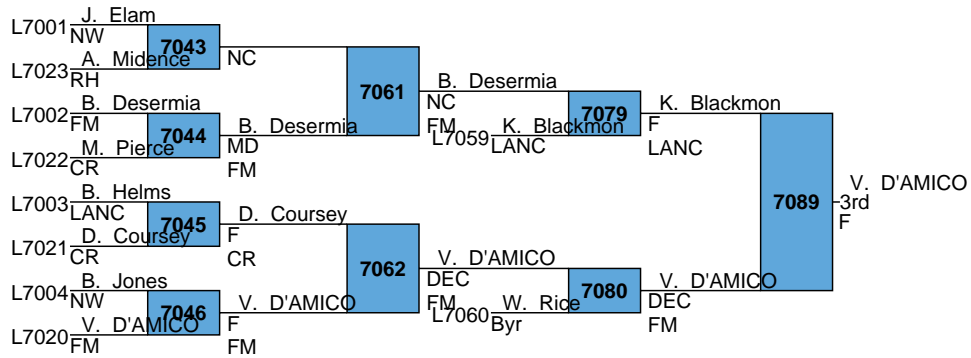 L7001 J. Elam
NW
7043
L7023 A. Midence
RH
NC
L7002 B. Desermia
FM
7044
L7022 M. Pierce
CR
B. Desermia
MD
FM
7061
B. Desermia
NC
FM
L7059 K. Blackmon
LANC
7079
K. Blackmon
F
LANC
L7003 B. Helms
LANC
7045
L7021 D. Coursey
CR
D. Coursey
F
CR
L7004 B. Jones
NW
7046
L7020 V. D'AMICO
FM
V. D'AMICO
F
FM
7062
V. D'AMICO
DEC
FM
L7060 W. Rice
Byr
7080
V. D'AMICO
DEC
FM
7089
V. D'AMICO
3rd
F